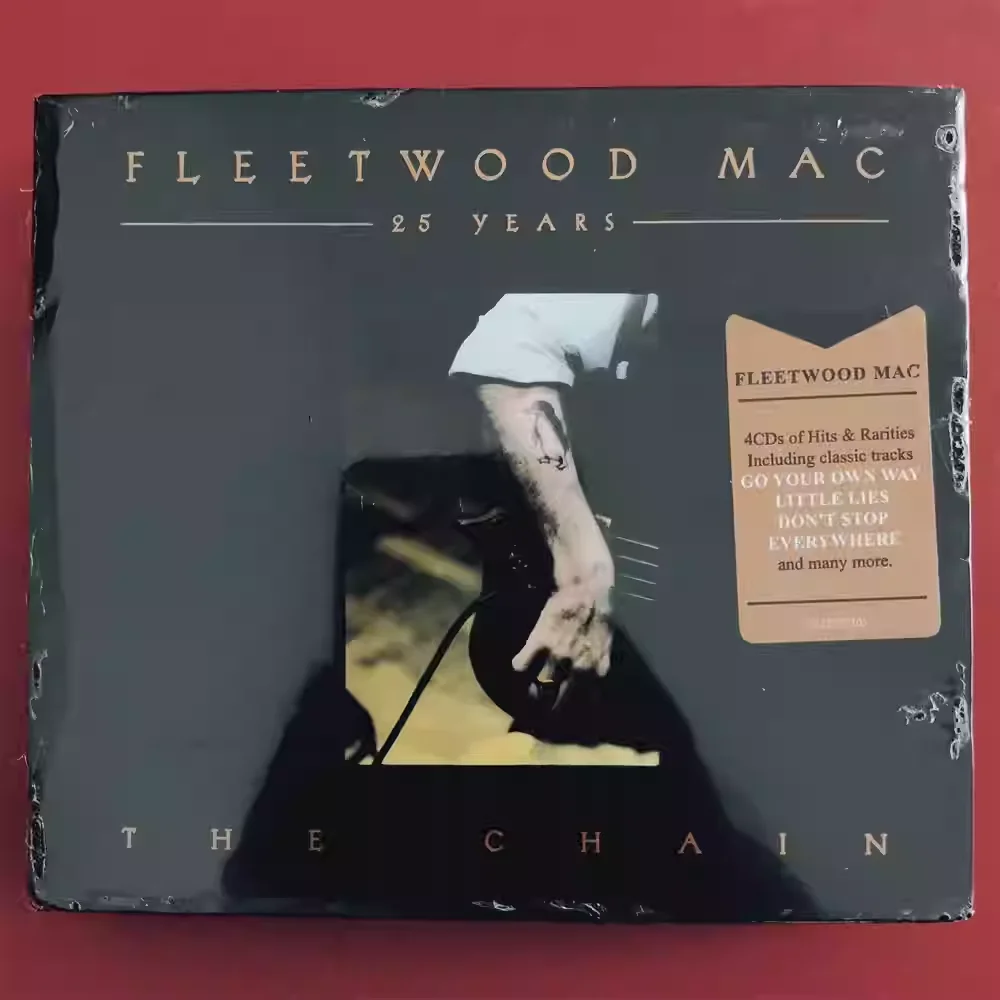 FLEETWOOD MAC
25 YEARS
FLEETWOOD MAC
4CDs of Hits & Rarities
Including classic tracks
GO YOUR OWN WAY
LITTLE LIES
DON'T STOP
EVERYWHERE
and many more.
THE CHAIN